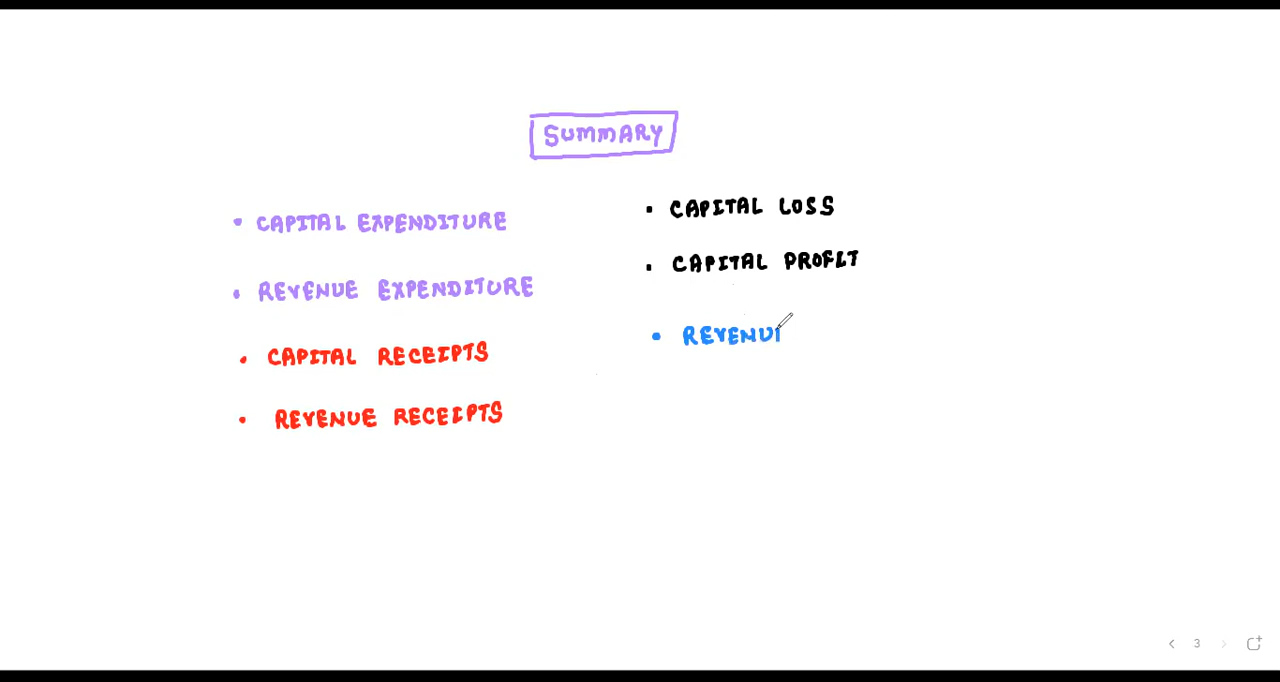 SUMMARY
• CAPITAL EXPENDITURE
• REVENUE EXPENDITURE
• CAPITAL RECEIPTS
• REVENUE RECEIPTS
• CAPITAL LOSS
• CAPITAL PROFIT
• REVENU
3